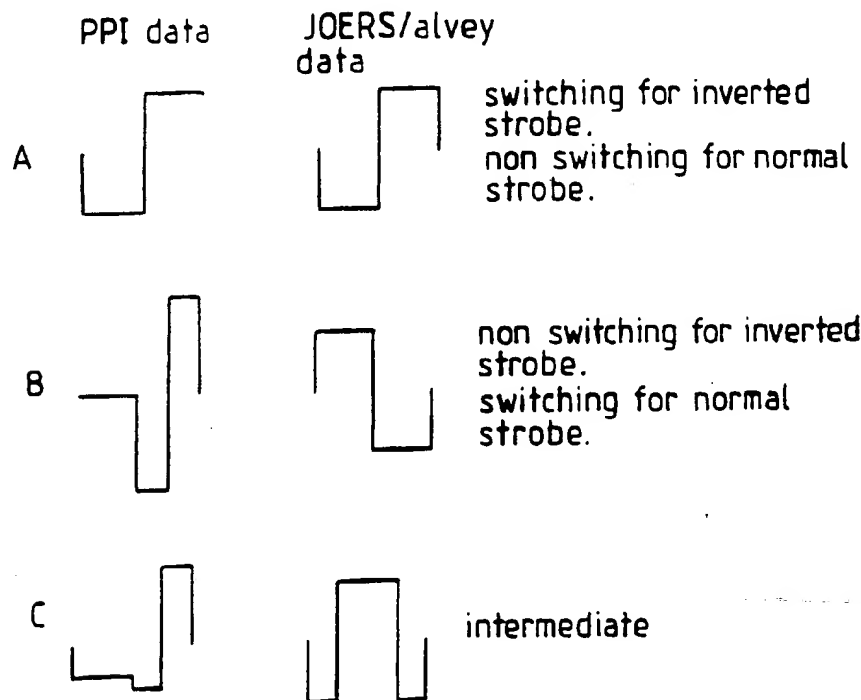 PPI data
JOERS/alvey
data
A
switching for inverted
strobe.
non switching for normal
strobe.
B
non switching for inverted
strobe.
switching for normal
strobe.
C
intermediate